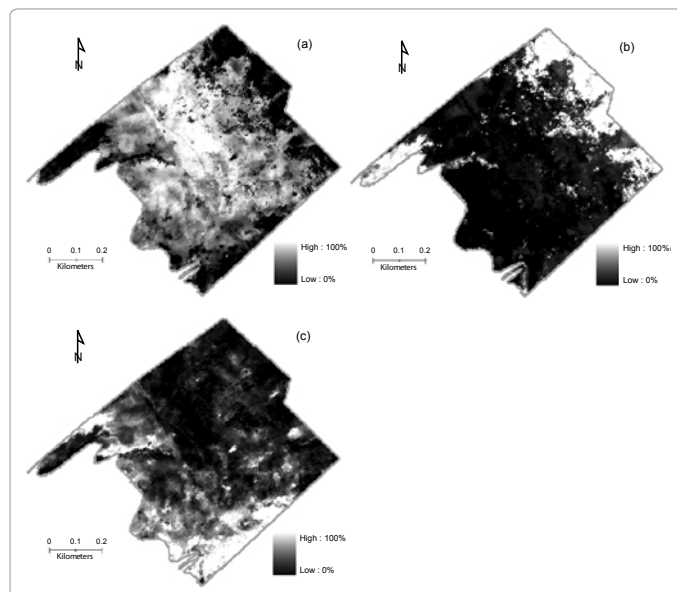 (a)
N
0 0.1 0.2
Kilometers
High : 100%
Low : 0%
(b)
N
0 0.1 0.2
Kilometers
High : 100%
Low : 0%
(c)
N
0 0.1 0.2
Kilometers
High : 100%
Low : 0%